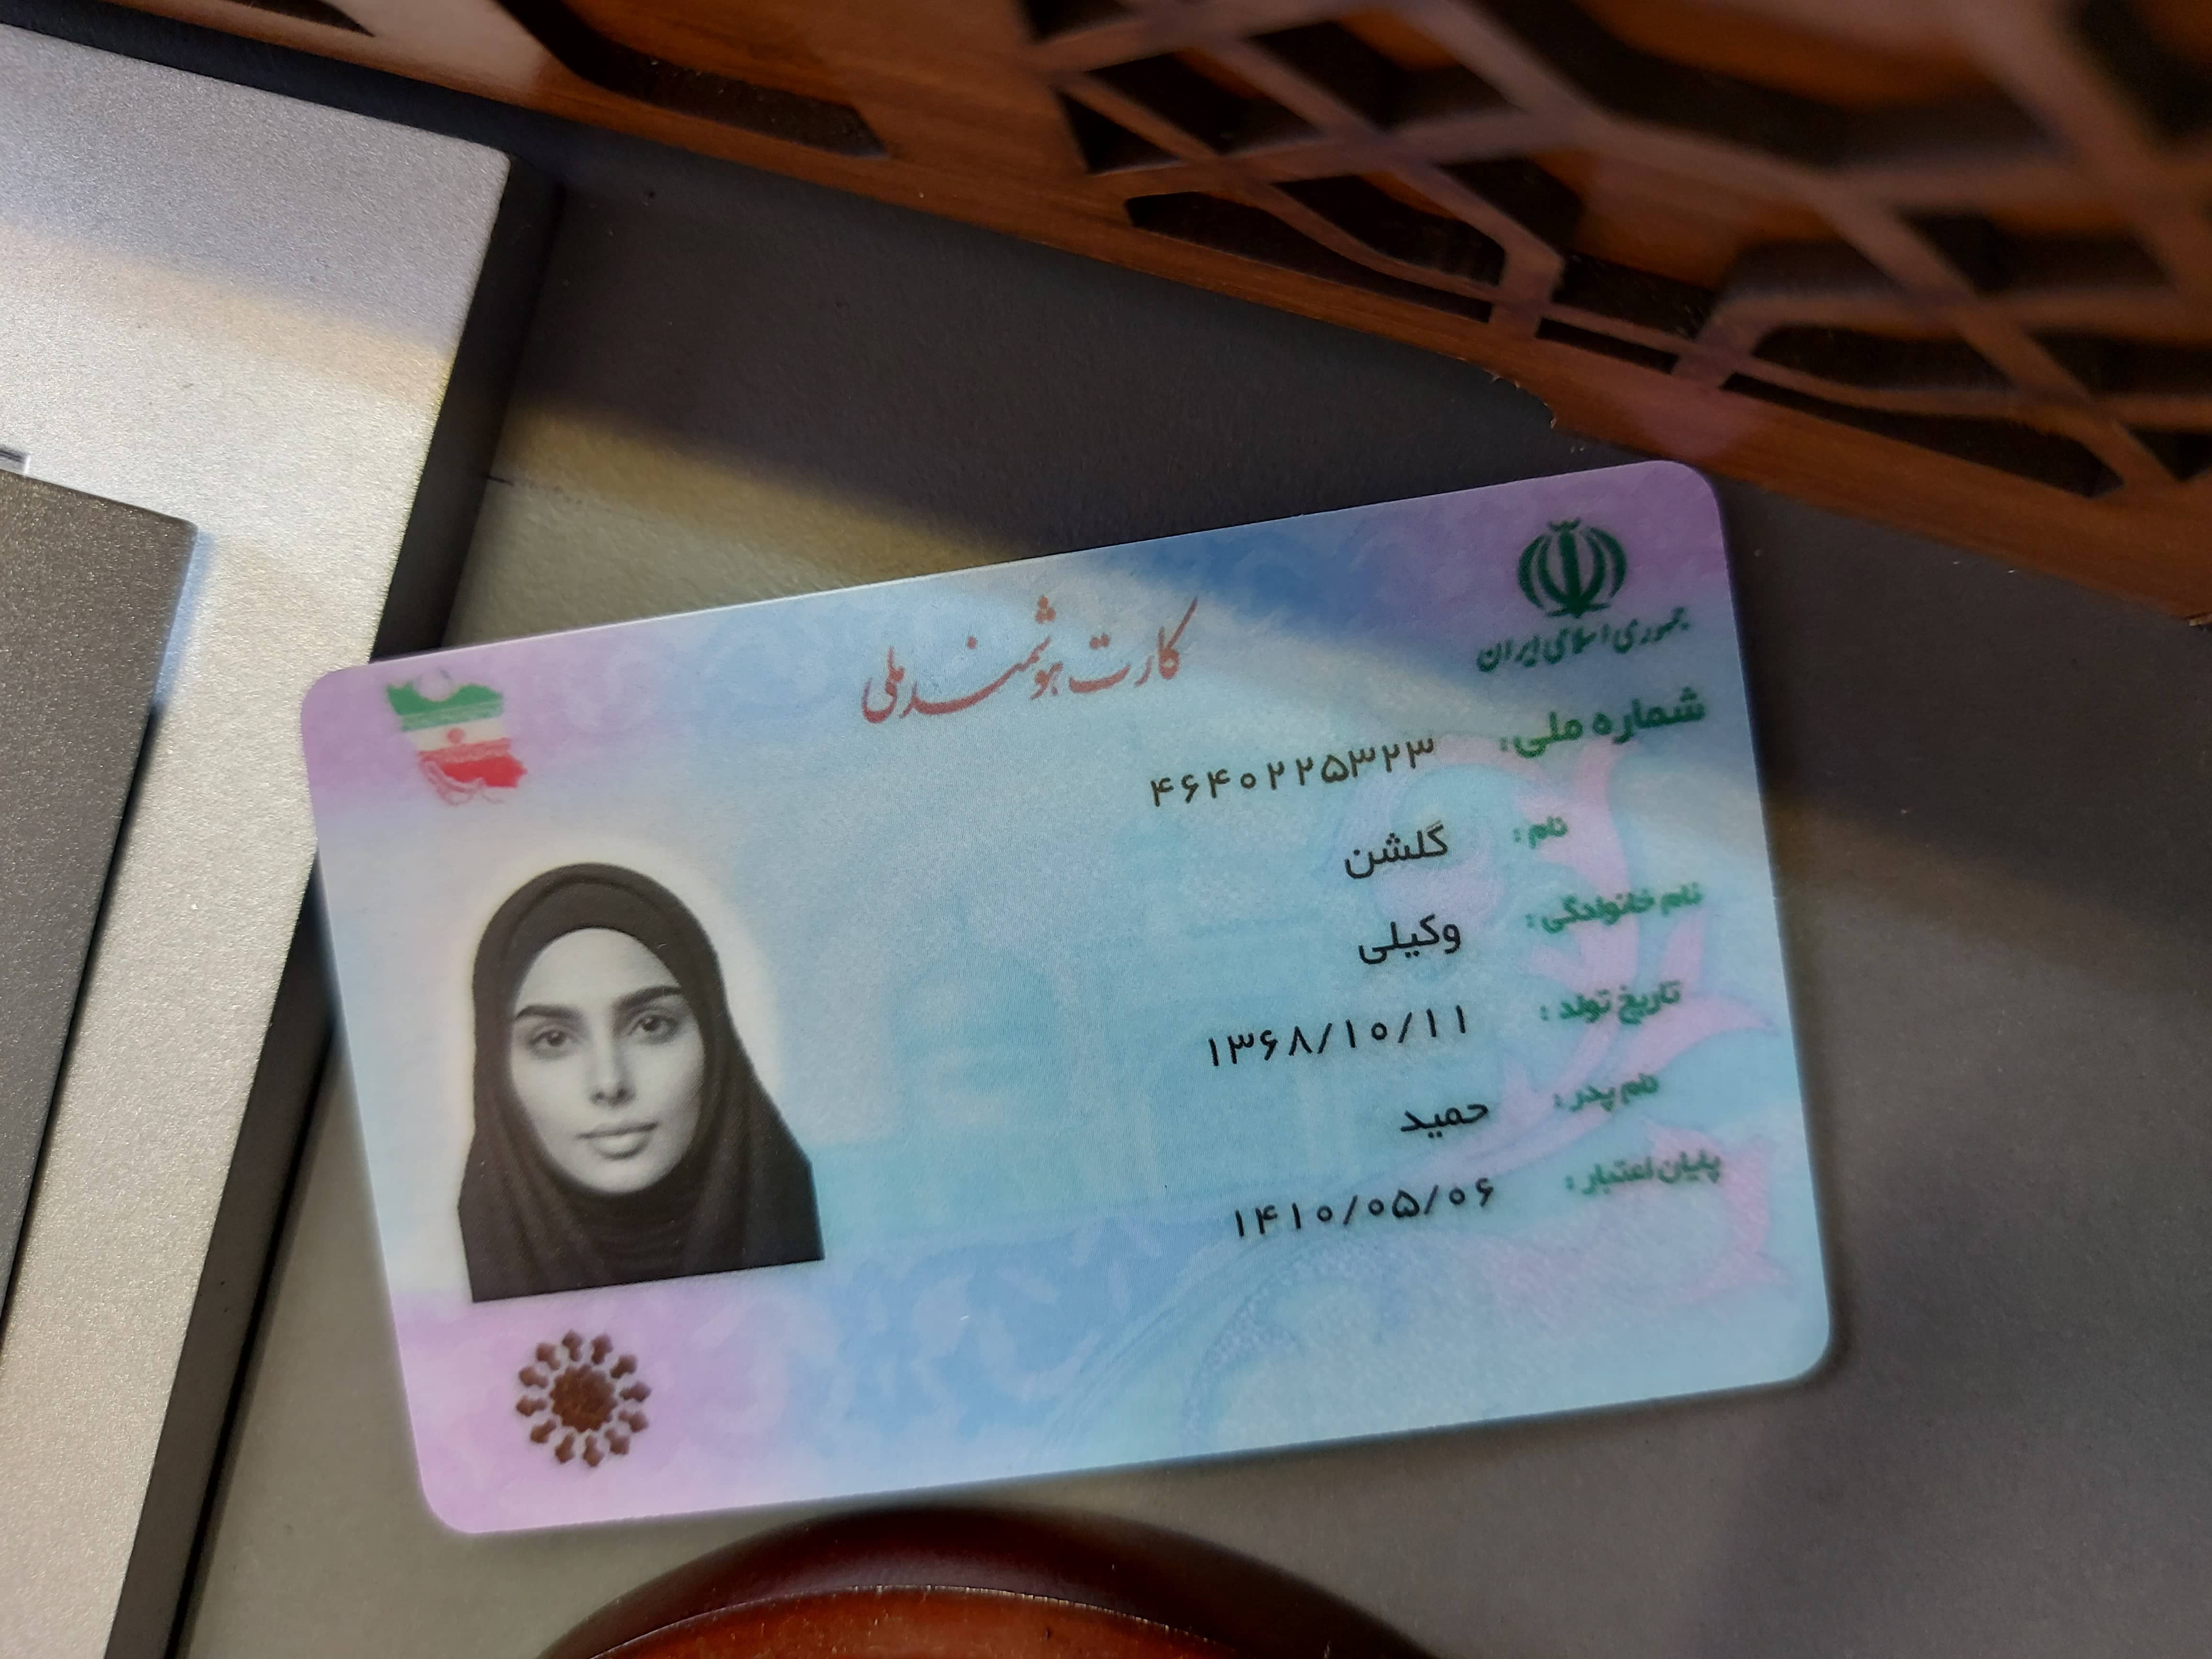 جمهوری اسلامی ایران
کارت هوشمند ملی
شماره ملی: ۴۶۴۰۲۲۵۳۲۳
نام: گلشن
نام خانوادگی: وکیلی
تاریخ تولد: ۱۳۶۸/۱۰/۱۱
نام پدر: حمید
پایان اعتبار: ۱۴۱۰/۰۵/۰۶